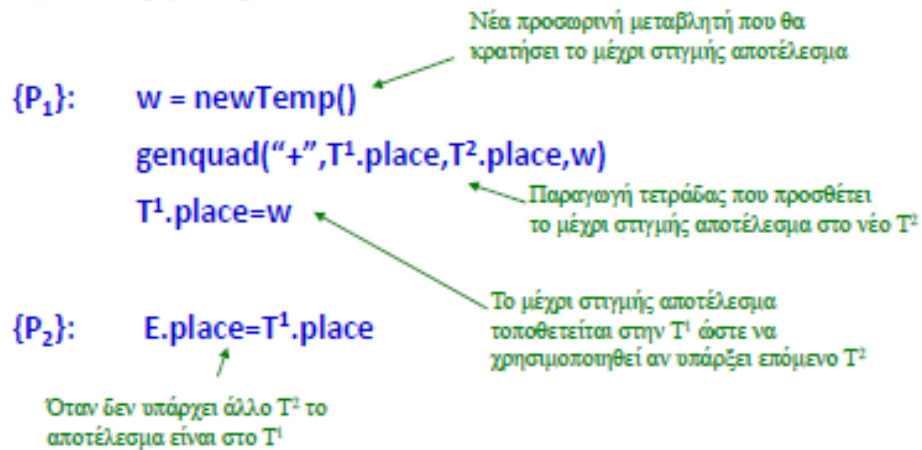 Νέα προσωρινή μεταβλητή που θα
κρατήσει το μέχρι στιγμής αποτέλεσμα
{P₁}: w = newTemp()
genquad(“+”,T¹.place,T².place,w)
T¹.place=w
Παραγωγή τετράδας που προσθέτει
το μέχρι στιγμής αποτέλεσμα στο νέο T²
Το μέχρι στιγμής αποτέλεσμα
τοποθετείται στην T¹ ώστε να
χρησιμοποιηθεί αν υπάρξει επόμενο T²
{P₂}: E.place=T¹.place
Όταν δεν υπάρχει άλλο T² το
αποτέλεσμα είναι στο T¹